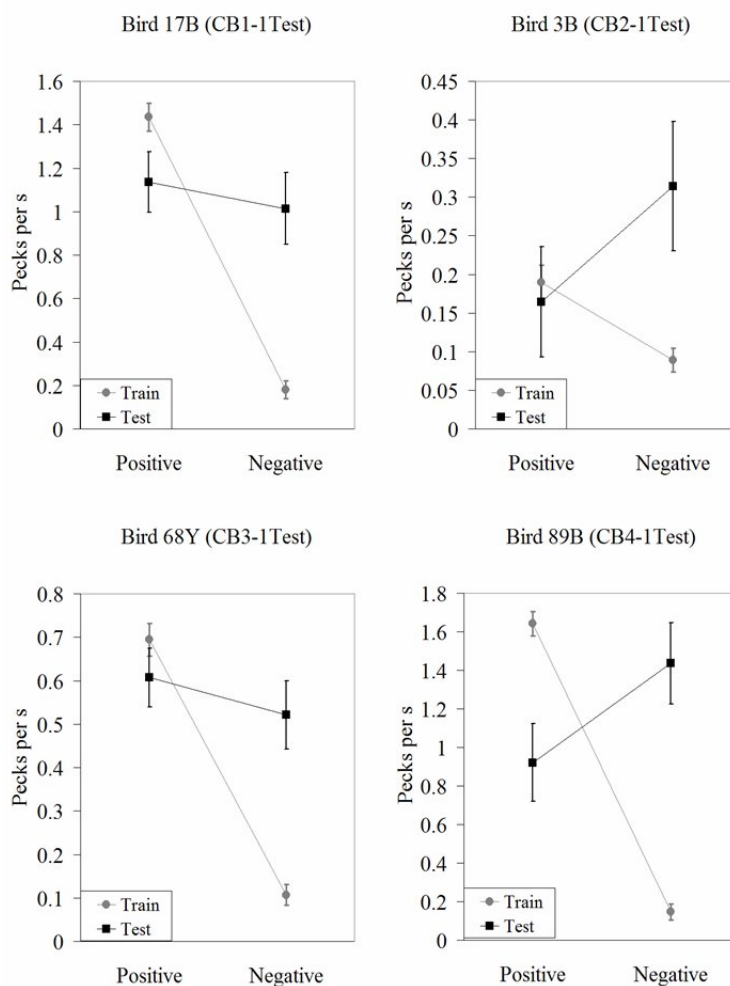 Bird 17B (CB1-1Test)
Pecks per s
1.6
1.4
1.2
1
0.8
0.6
0.4
0.2
0
Train
Test
Positive
Negative
Bird 3B (CB2-1Test)
Pecks per s
0.45
0.4
0.35
0.3
0.25
0.2
0.15
0.1
0.05
0
Train
Test
Positive
Negative
Bird 68Y (CB3-1Test)
Pecks per s
0.8
0.7
0.6
0.5
0.4
0.3
0.2
0.1
0
Train
Test
Positive
Negative
Bird 89B (CB4-1Test)
Pecks per s
1.8
1.6
1.4
1.2
1
0.8
0.6
0.4
0.2
0
Train
Test
Positive
Negative